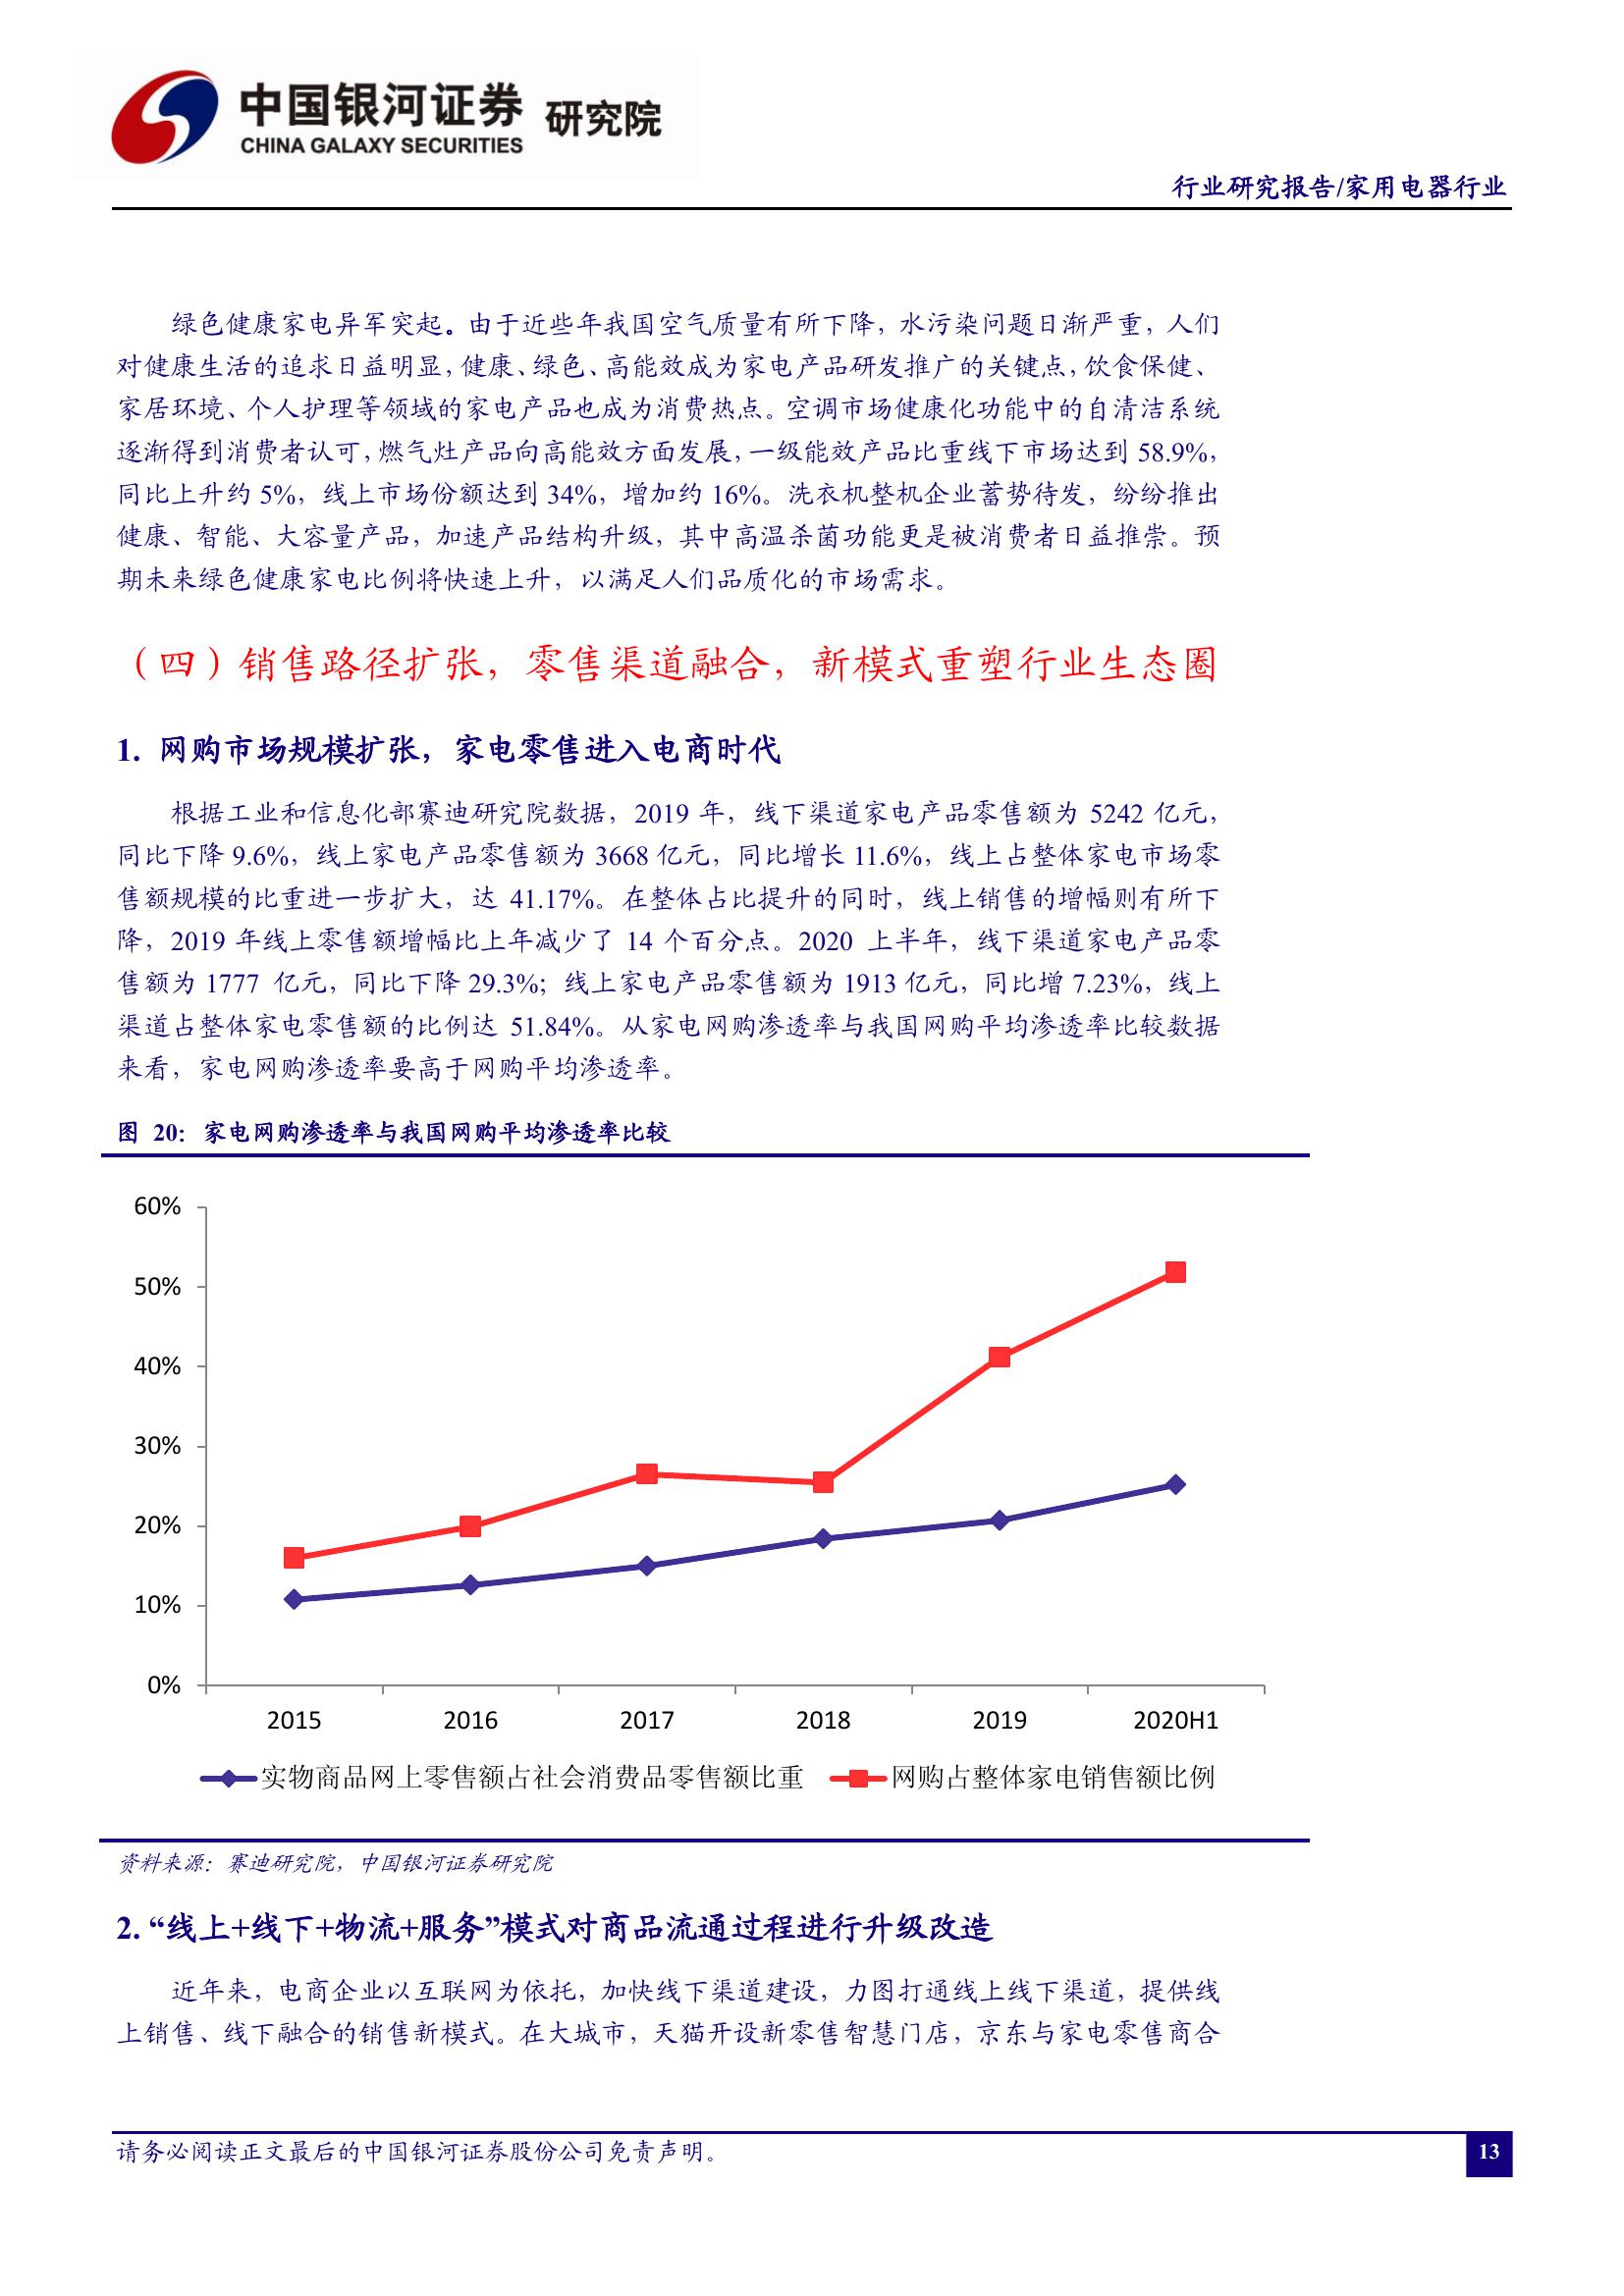 中国银河证券 研究院
CHINA GALAXY SECURITIES
行业研究报告/家用电器行业
绿色健康家电异军突起。由于近些年我国空气质量有所下降，水污染问题日渐严重，人们
对健康生活的追求日益明显，健康、绿色、高能效成为家电产品研发推广的关键点，饮食保健、
家居环境、个人护理等领域的家电产品也成为消费热点。空调市场健康化功能中的自清洁系统
逐渐得到消费者认可，燃气灶产品向高能效方面发展，一级能效产品比重线下市场达到 58.9%，
同比上升约 5%，线上市场份额达到 34%，增加约 16%。洗衣机整机企业蓄势待发，纷纷推出
健康、智能、大容量产品，加速产品结构升级，其中高温杀菌功能更是被消费者日益推崇。预
期未来绿色健康家电比例将快速上升，以满足人们品质化的市场需求。
（四）销售路径扩张，零售渠道融合，新模式重塑行业生态圈
1. 网购市场规模扩张，家电零售进入电商时代
根据工业和信息化部赛迪研究院数据，2019 年，线下渠道家电产品零售额为 5242 亿元，
同比下降 9.6%，线上家电产品零售额为 3668 亿元，同比增长 11.6%，线上占整体家电市场零
售额规模的比重进一步扩大，达 41.17%。在整体占比提升的同时，线上销售的增幅则有所下
降，2019 年线上零售额增幅比上年减少了 14 个百分点。2020 上半年，线下渠道家电产品零
售额为 1777 亿元，同比下降 29.3%；线上家电产品零售额为 1913 亿元，同比增 7.23%，线上
渠道占整体家电零售额的比例达 51.84%。从家电网购渗透率与我国网购平均渗透率比较数据
来看，家电网购渗透率要高于网购平均渗透率。
图 20：家电网购渗透率与我国网购平均渗透率比较
60%
50%
40%
30%
20%
10%
0%
2015 2016 2017 2018 2019 2020H1
实物商品网上零售额占社会消费品零售额比重 网购占整体家电销售额比例
资料来源：赛迪研究院，中国银河证券研究院
2. “线上+线下+物流+服务”模式对商品流通过程进行升级改造
近年来，电商企业以互联网为依托，加快线下渠道建设，力图打通线上线下渠道，提供线
上销售、线下融合的销售新模式。在大城市，天猫开设新零售智慧门店，京东与家电零售商合
请务必阅读正文最后的中国银河证券股份公司免责声明。
13